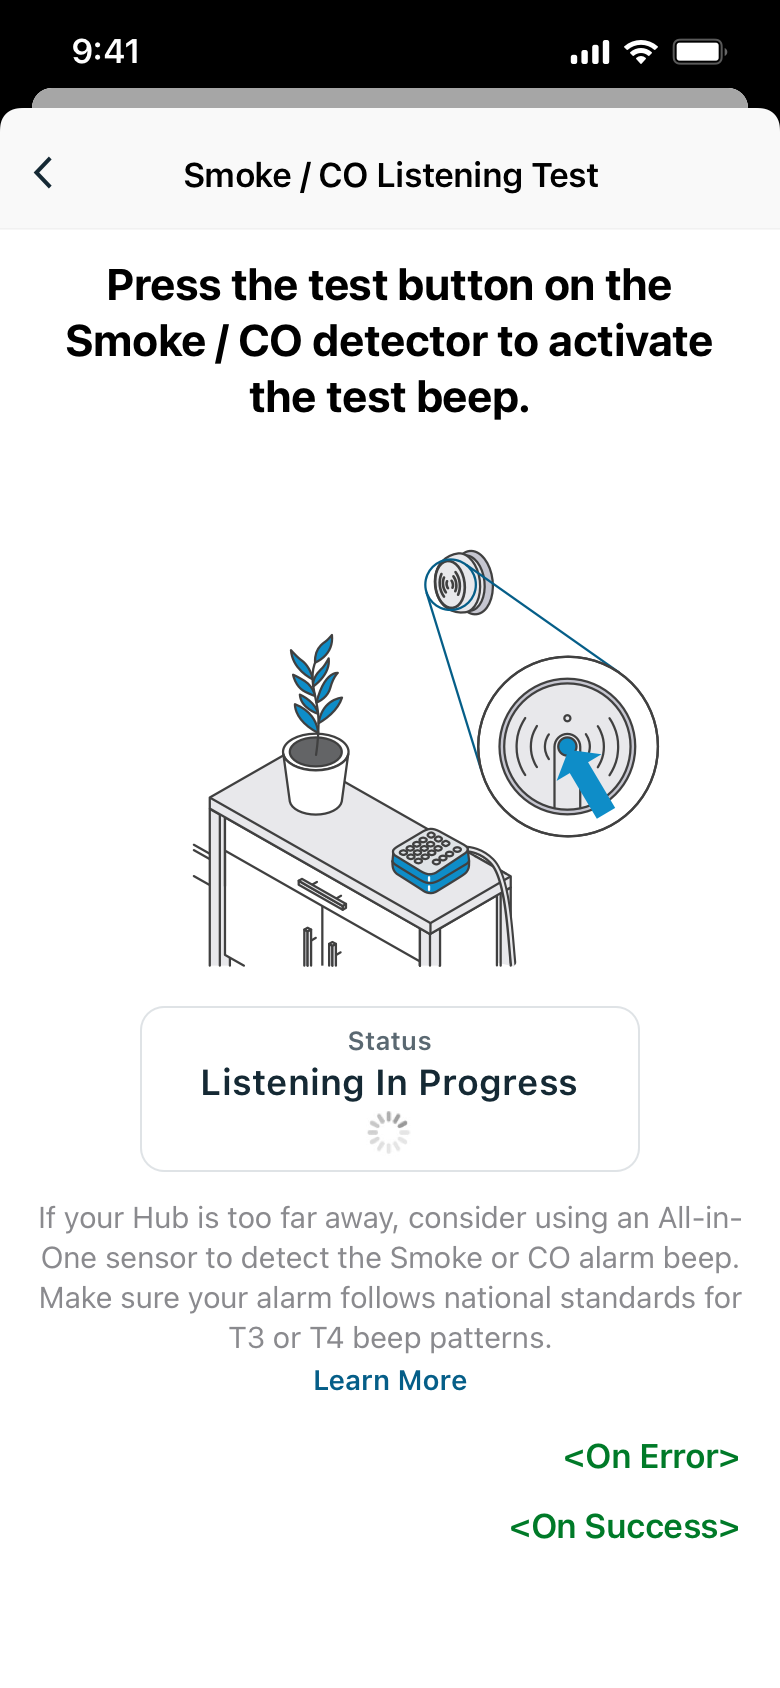 9:41
Smoke / CO Listening Test
Press the test button on the
Smoke / CO detector to activate
the test beep.
Status
Listening In Progress
If your Hub is too far away, consider using an All-in-
One sensor to detect the Smoke or CO alarm beep.
Make sure your alarm follows national standards for
T3 or T4 beep patterns.
Learn More
<On Error>
<On Success>